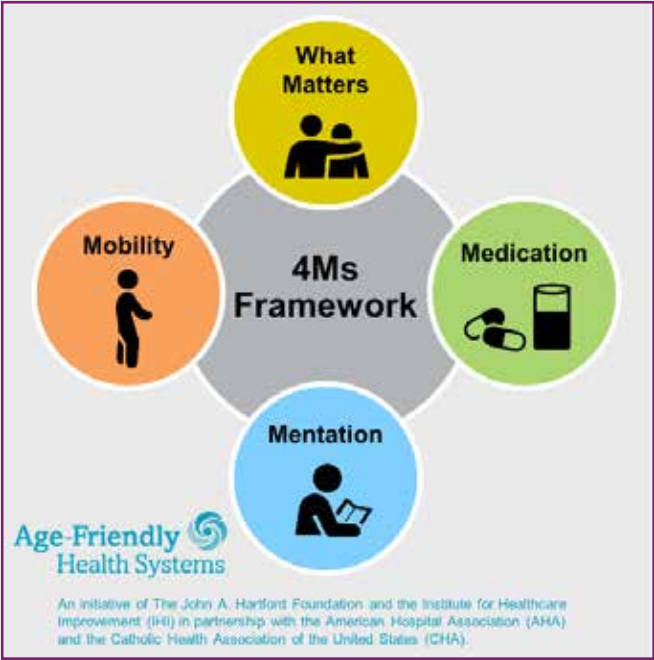 What
Matters
Mobility
4Ms
Framework
Medication
Mentation
Age-Friendly
Health Systems
An initiative of The John A. Hartford Foundation and the Institute for Healthcare
Improvement (IHI) in partnership with the American Hospital Association (AHA)
and the Catholic Health Association of the United States (CHA).